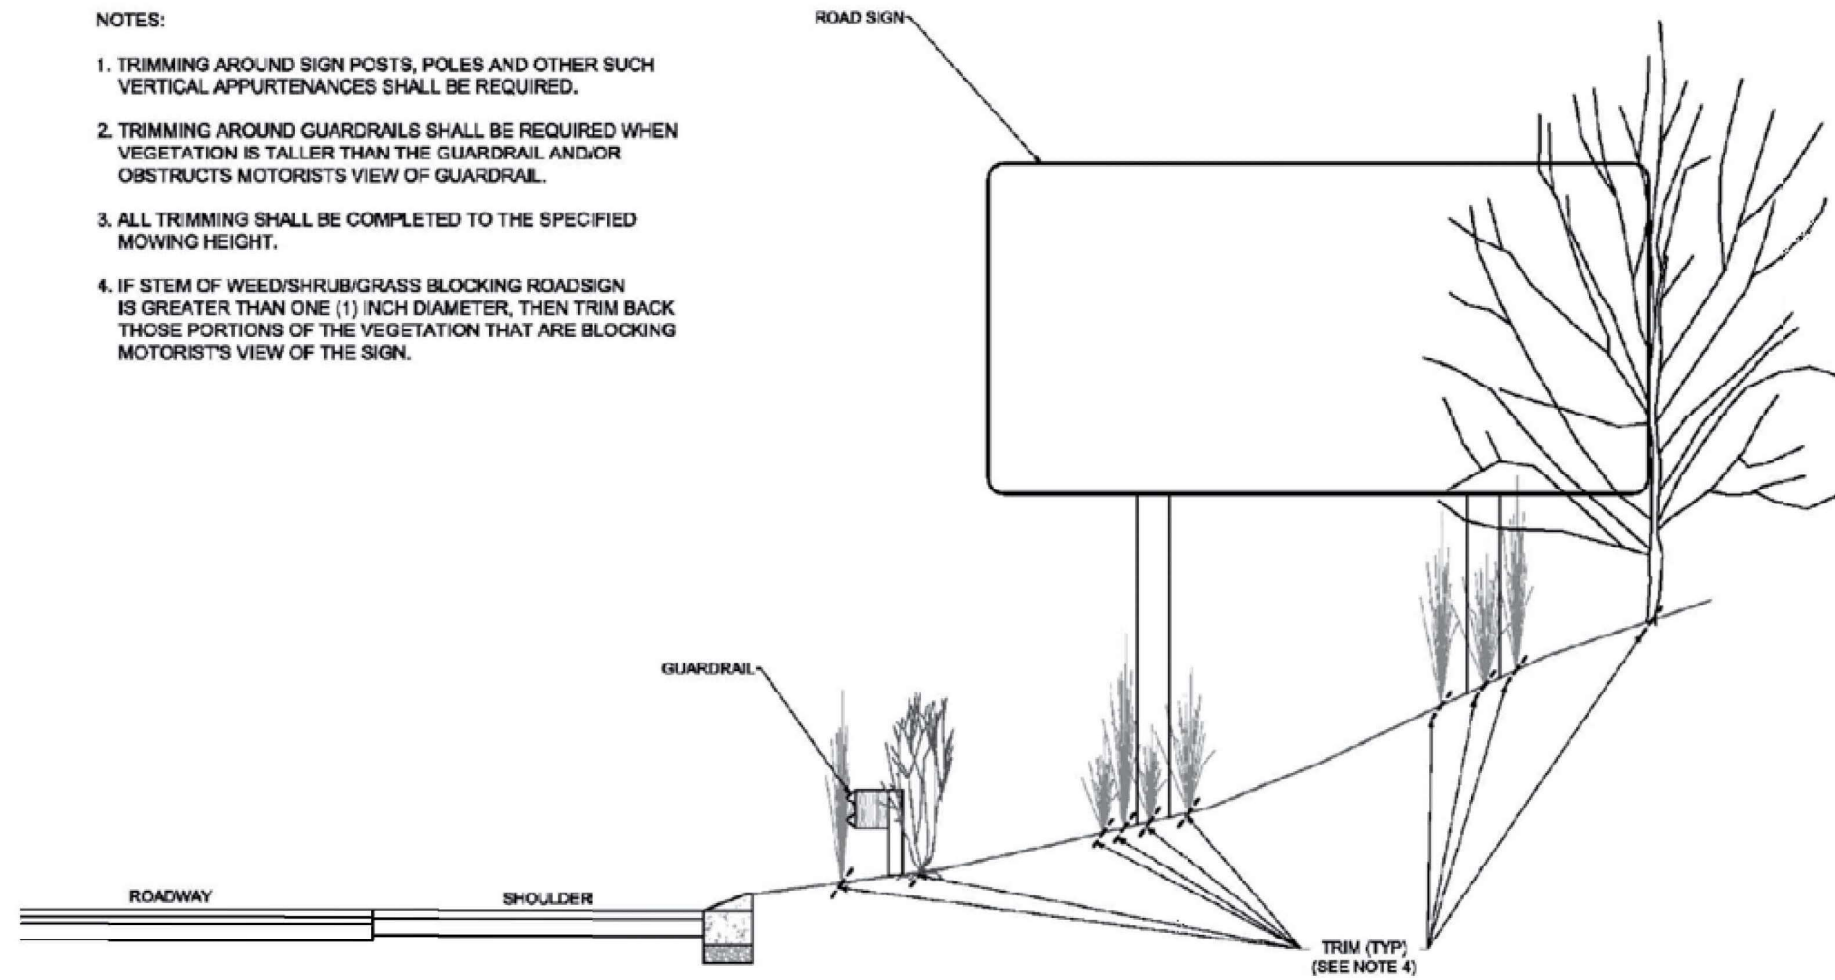 NOTES:
1. TRIMMING AROUND SIGN POSTS, POLES AND OTHER SUCH
VERTICAL APPURTENANCES SHALL BE REQUIRED.
2. TRIMMING AROUND GUARDRAILS SHALL BE REQUIRED WHEN
VEGETATION IS TALLER THAN THE GUARDRAIL AND/OR
OBSTRUCTS MOTORISTS VIEW OF GUARDRAIL.
3. ALL TRIMMING SHALL BE COMPLETED TO THE SPECIFIED
MOWING HEIGHT.
4. IF STEM OF WEED/SHRUB/GRASS BLOCKING ROADSIGN
IS GREATER THAN ONE (1) INCH DIAMETER, THEN TRIM BACK
THOSE PORTIONS OF THE VEGETATION THAT ARE BLOCKING
MOTORIST'S VIEW OF THE SIGN.
ROAD SIGN
GUARDRAIL
ROADWAY
SHOULDER
TRIM (TYP)
(SEE NOTE 4)